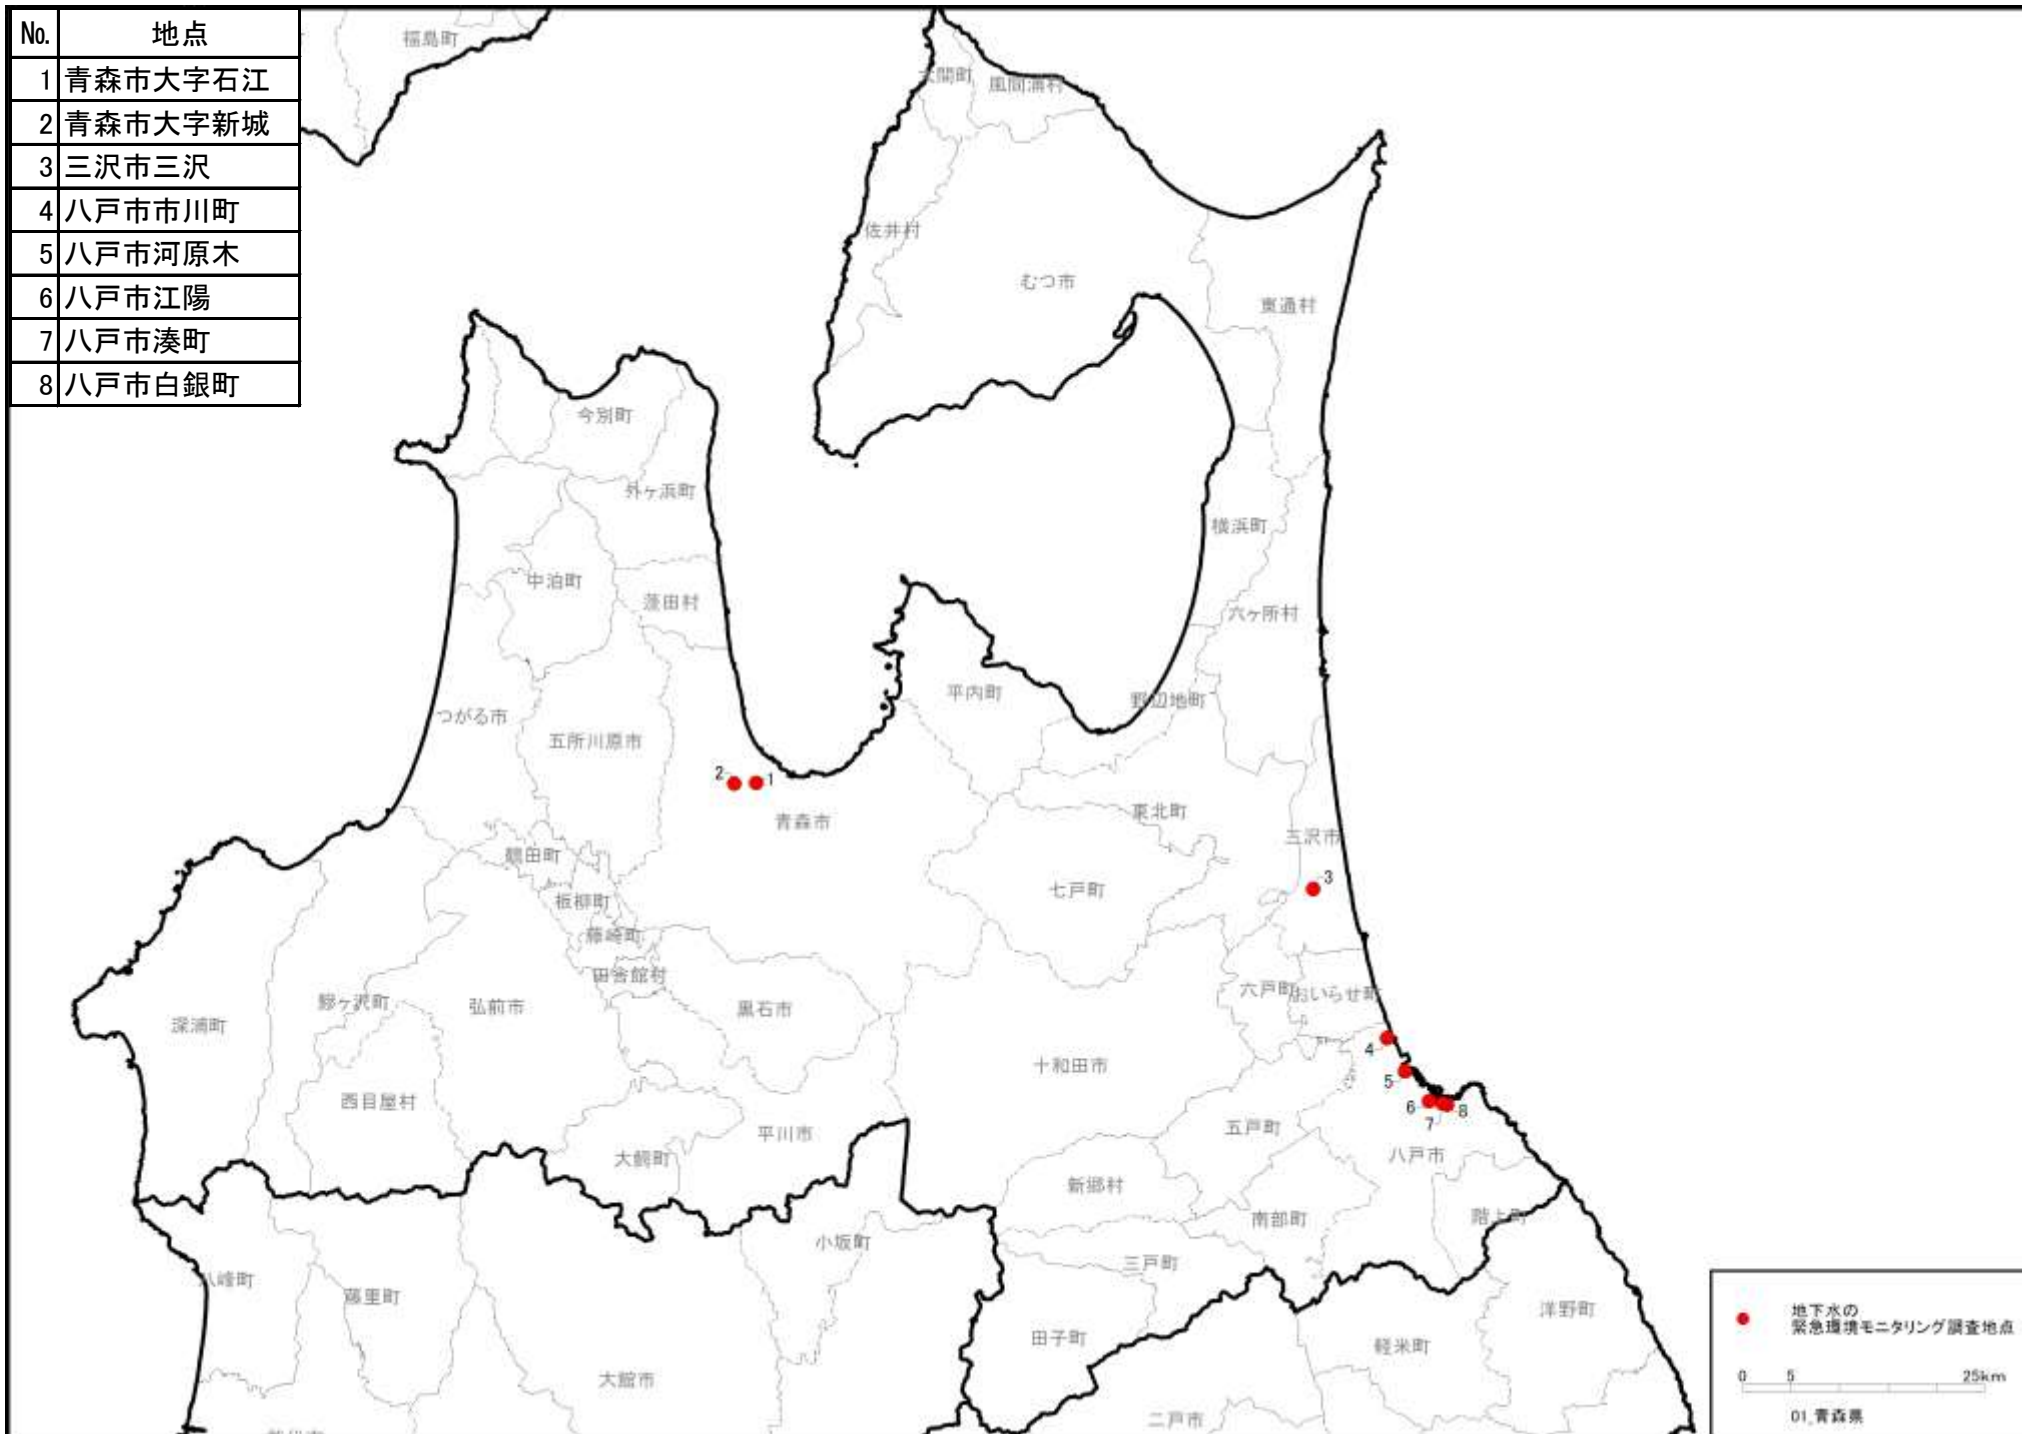 No. 地点
1 青森市大字石江
2 青森市大字新城
3 三沢市三沢
4 八戸市市川町
5 八戸市河原木
6 八戸市江陽
7 八戸市湊町
8 八戸市白銀町
福島町
大間町
風間浦村
佐井村
むつ市
東通村
今別町
外ヶ浜町
横浜町
中泊町
蓬田村
六ヶ所村
平内町
野辺地町
つがる市
五所川原市
2
1
青森市
東北町
三沢市
鶴田町
3
七戸町
板柳町
藤崎町
田舎館村
六戸町
おいらせ町
鰺ヶ沢町
弘前市
黒石市
深浦町
4
十和田市
5
西目屋村
6
8
7
五戸町
平川市
八戸市
大鰐町
新郷村
南部町
階上町
小坂町
三戸町
八峰町
藤里町
洋野町
田子町
軽米町
大館市
二戸市
地下水の
緊急環境モニタリング調査地点
0 5 25km
01_青森県